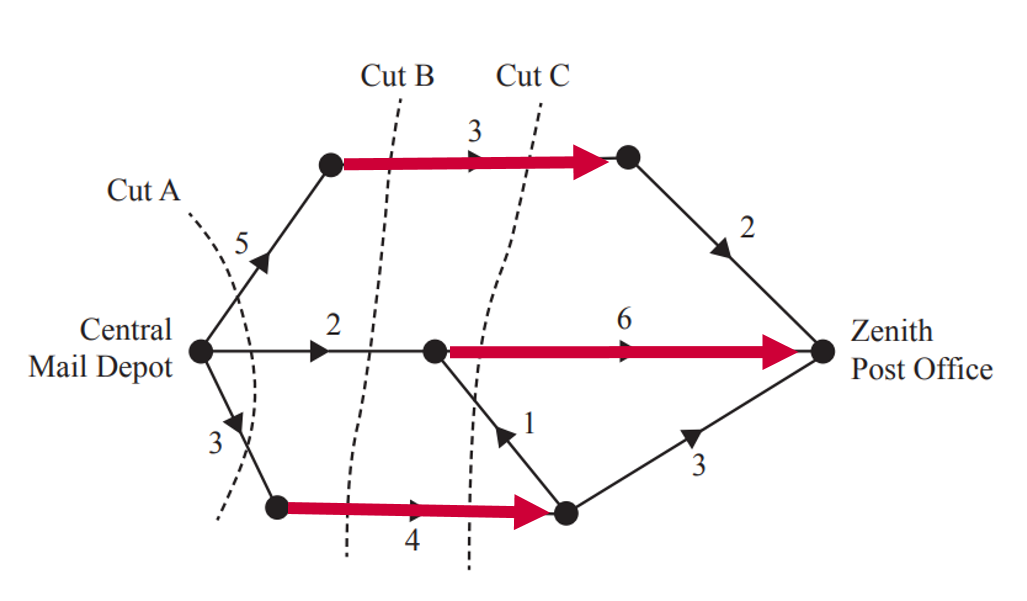 Cut B
Cut C
3
Cut A
5
2
Central
Mail Depot
2
6
Zenith
Post Office
3
1
3
4